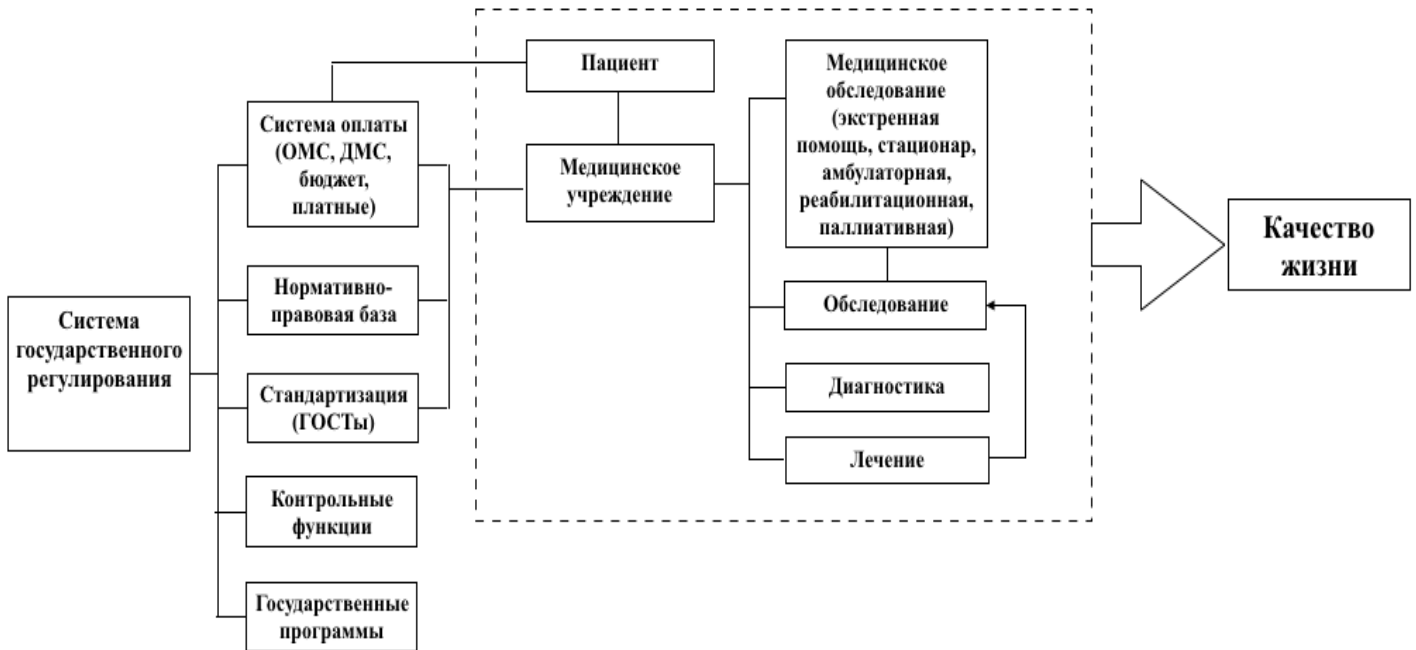 Система
государственного
регулирования
Система оплаты
(ОМС, ДМС,
бюджет,
платные)
Нормативно-
правовая база
Стандартизация
(ГОСТы)
Контрольные
функции
Государственные
программы
Пациент
Медицинское
учреждение
Медицинское
обследование
(экстренная
помощь, стационар,
амбулаторная,
реабилитационная,
паллиативная)
Обследование
Диагностика
Лечение
Качество
жизни